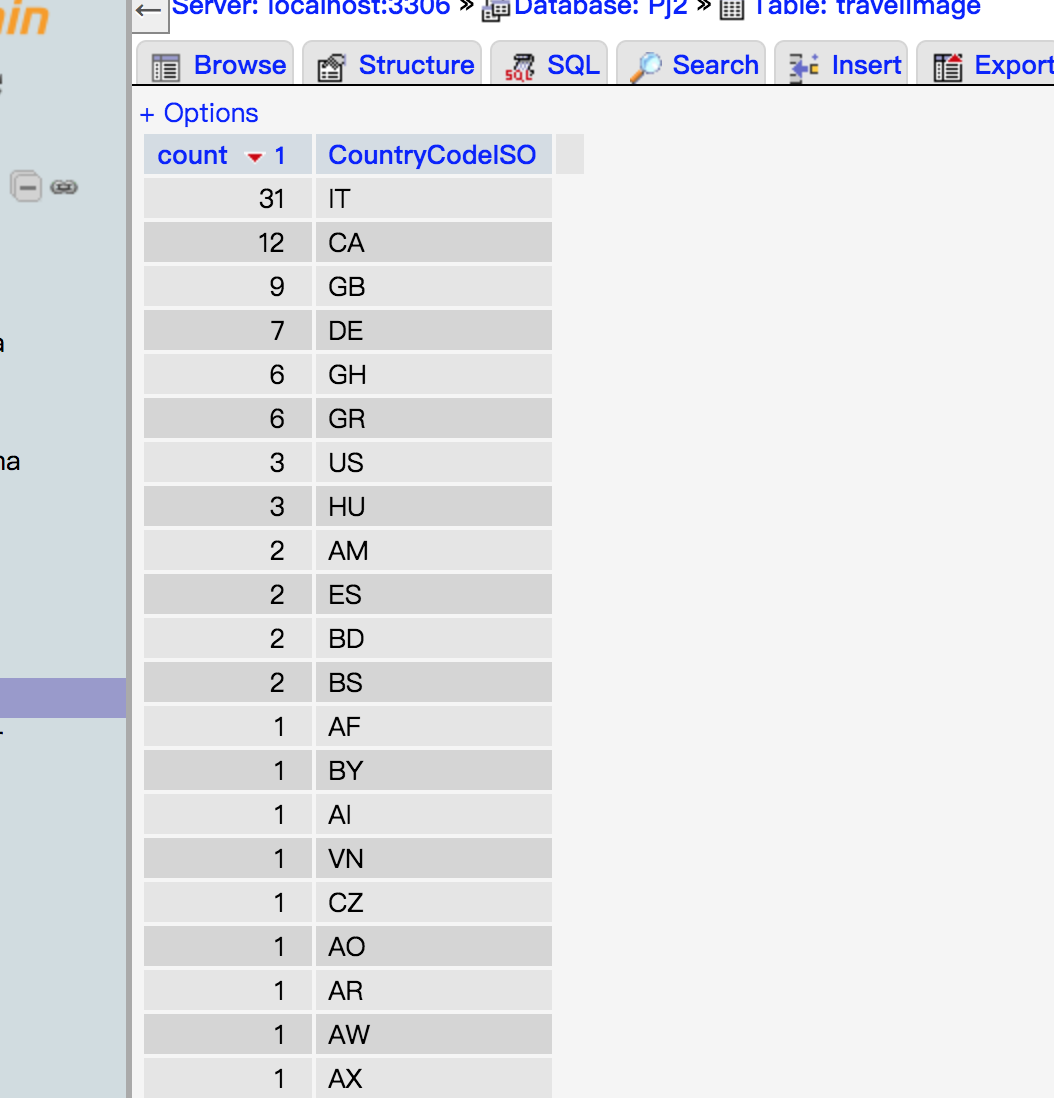 Server: localhost:3306 » Database: Pj2 » Table: travelimage
Browse Structure SQL Search Insert Export
+ Options
count 1 CountryCodeISO
31 IT
12 CA
9 GB
7 DE
6 GH
6 GR
3 US
3 HU
2 AM
2 ES
2 BD
2 BS
1 AF
1 BY
1 AI
1 VN
1 CZ
1 AO
1 AR
1 AW
1 AX